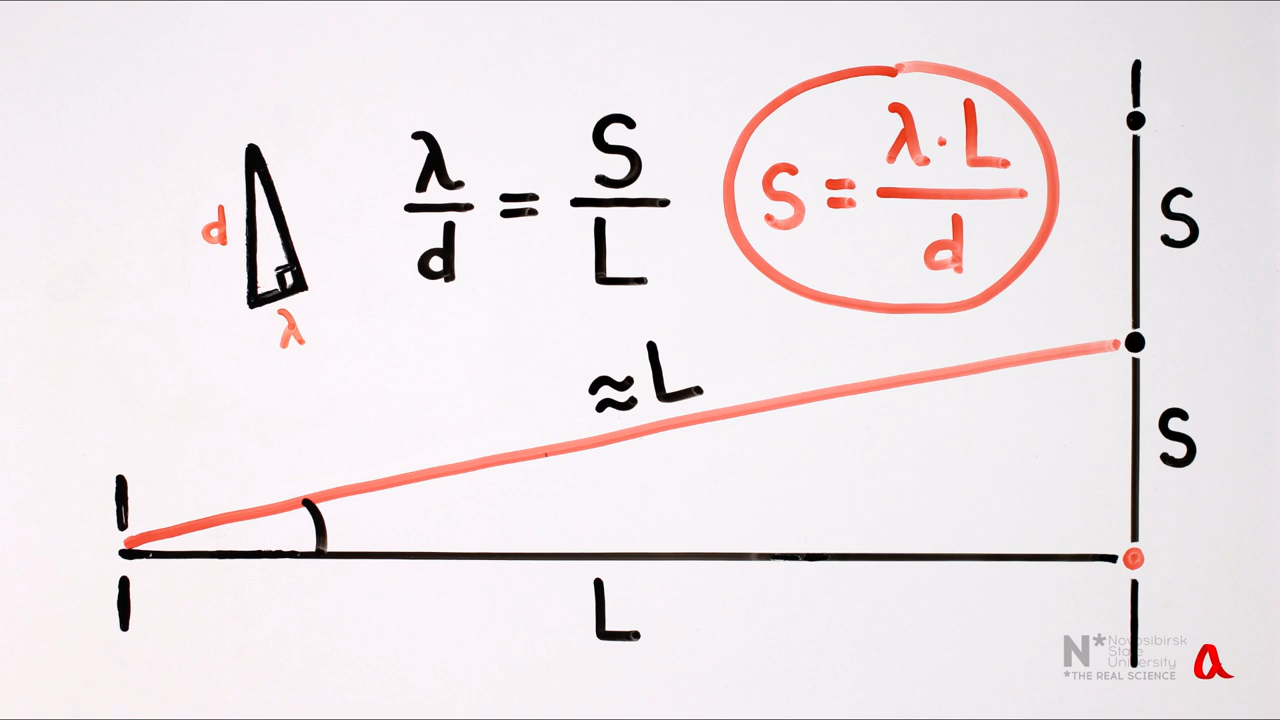 d
λ
λ/d = S/L
S = λ·L/d
≈L
S
S
L
N* Novosibirsk
State
University
*THE REAL SCIENCE
a